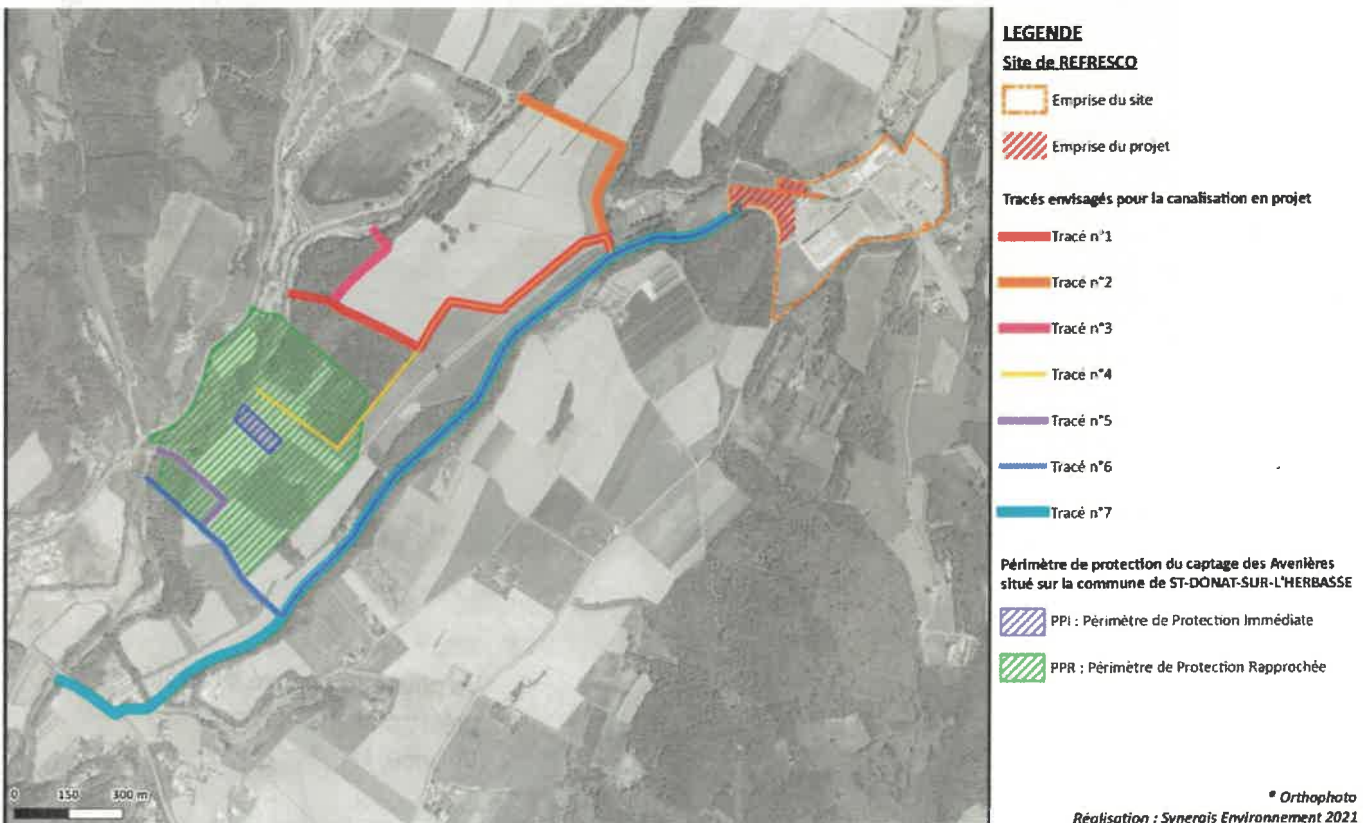 LEGENDE
Site de REFRESCO
Emprise du site
Emprise du projet
Tracés envisagés pour la canalisation en projet
Tracé n°1
Tracé n°2
Tracé n°3
Tracé n°4
Tracé n°5
Tracé n°6
Tracé n°7
Périmètre de protection du captage des Avenières
situé sur la commune de ST-DONAT-SUR-L'HERBASSE
PPI : Périmètre de Protection Immédiate
PPR : Périmètre de Protection Rapprochée
0 150 300 m
* Orthophoto
Réalisation : Synergis Environnement 2021